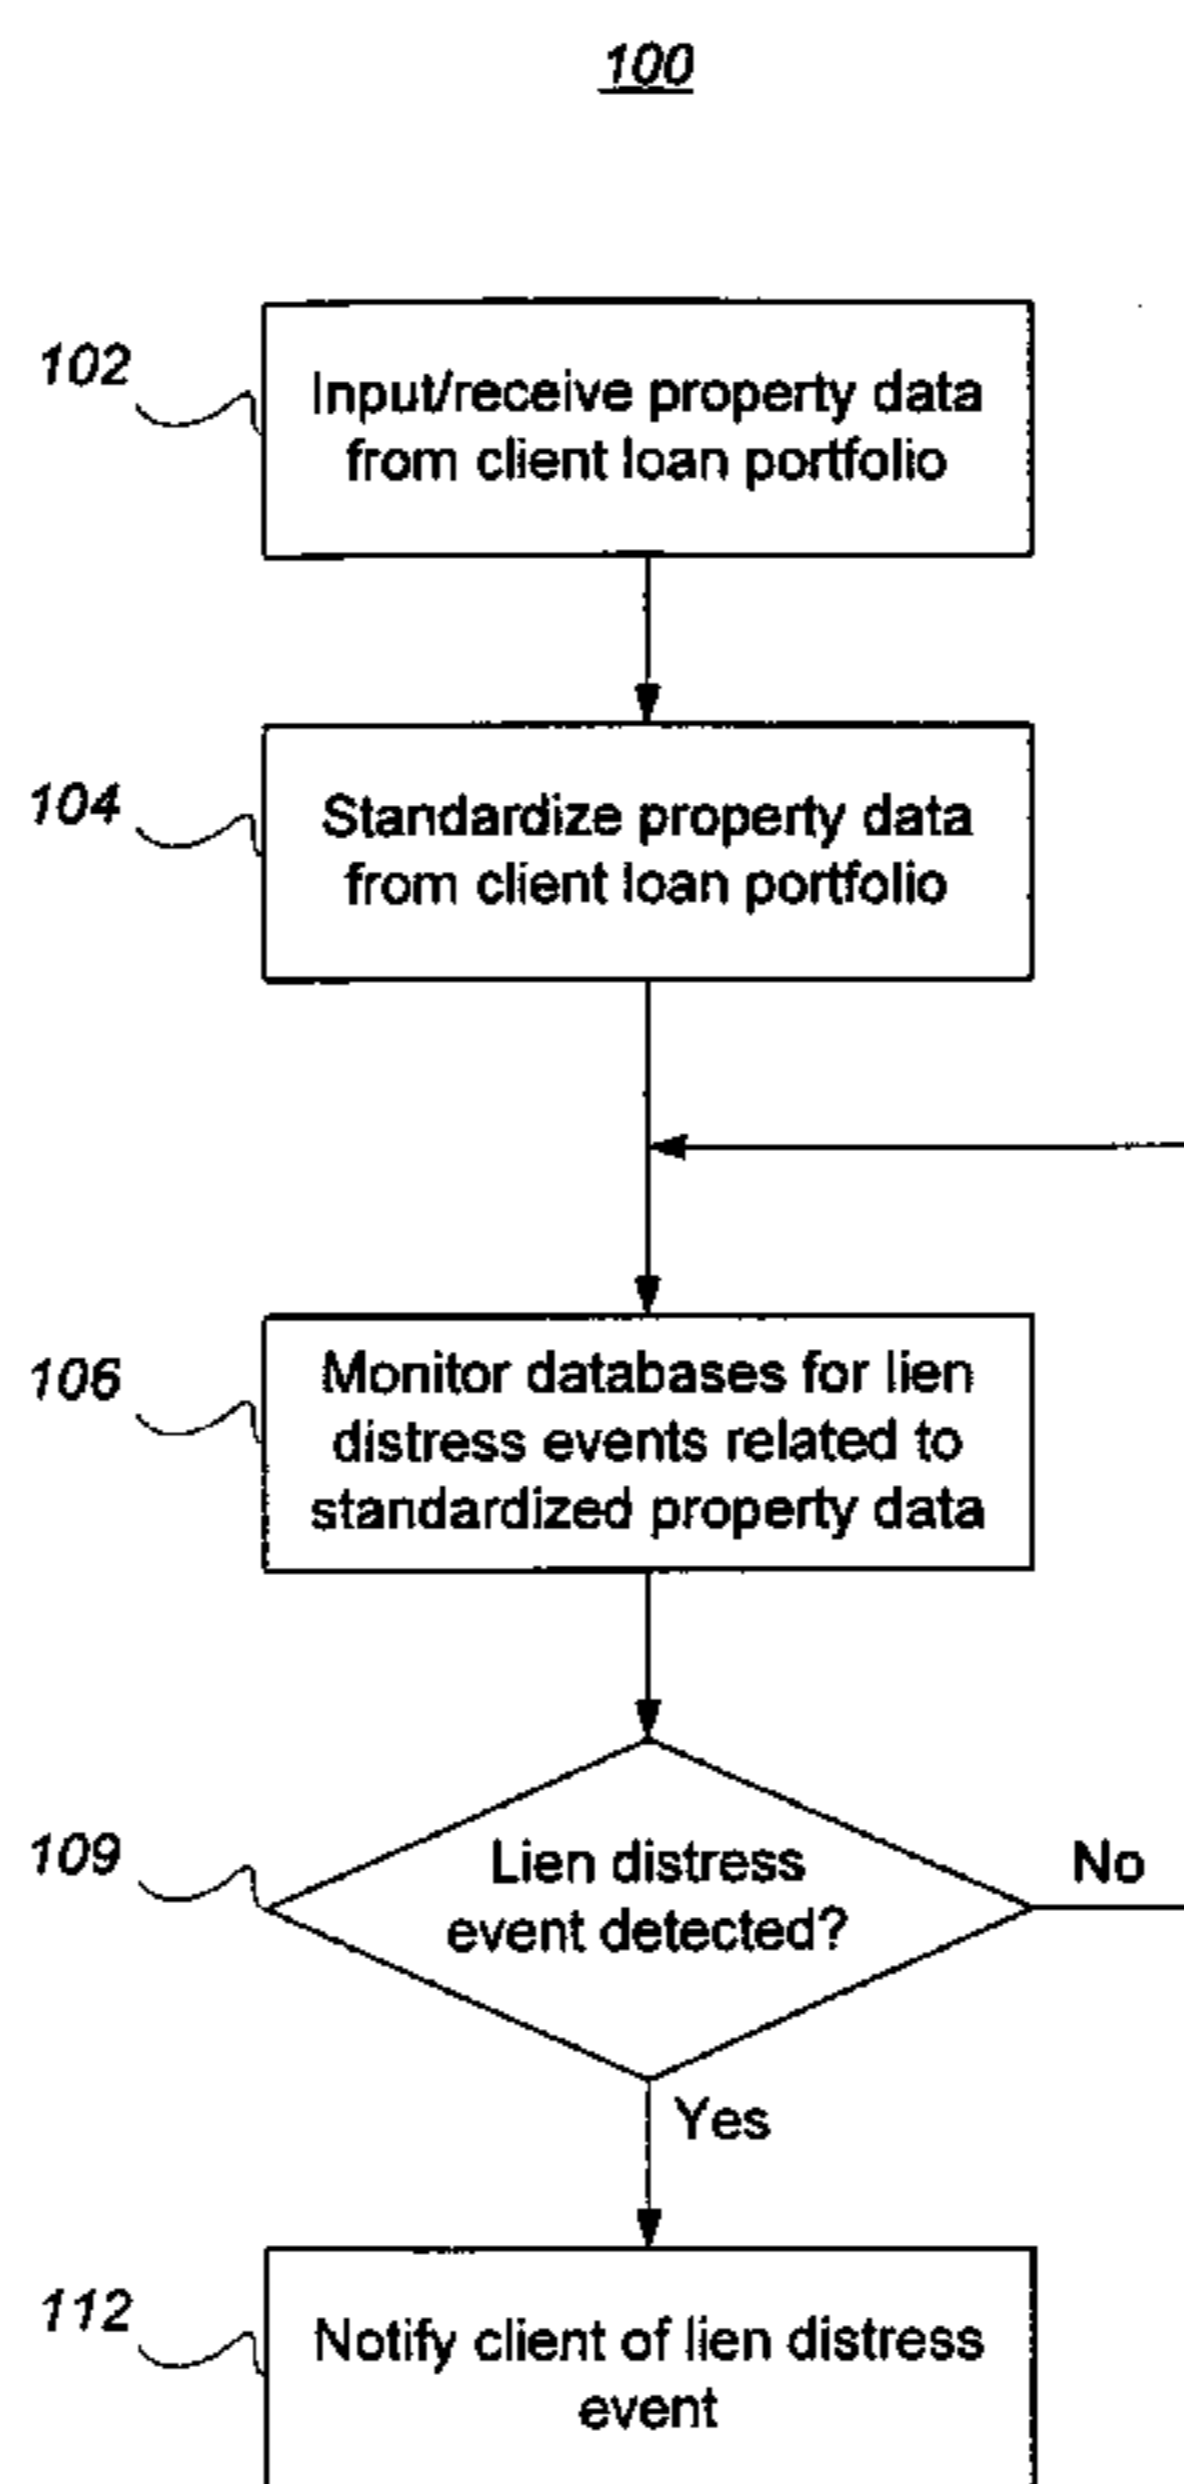 100
102
Input/receive property data
from client loan portfolio
104
Standardize property data
from client loan portfolio
106
Monitor databases for lien
distress events related to
standardized property data
109
Lien distress
event detected?
No
Yes
112
Notify client of lien distress
event